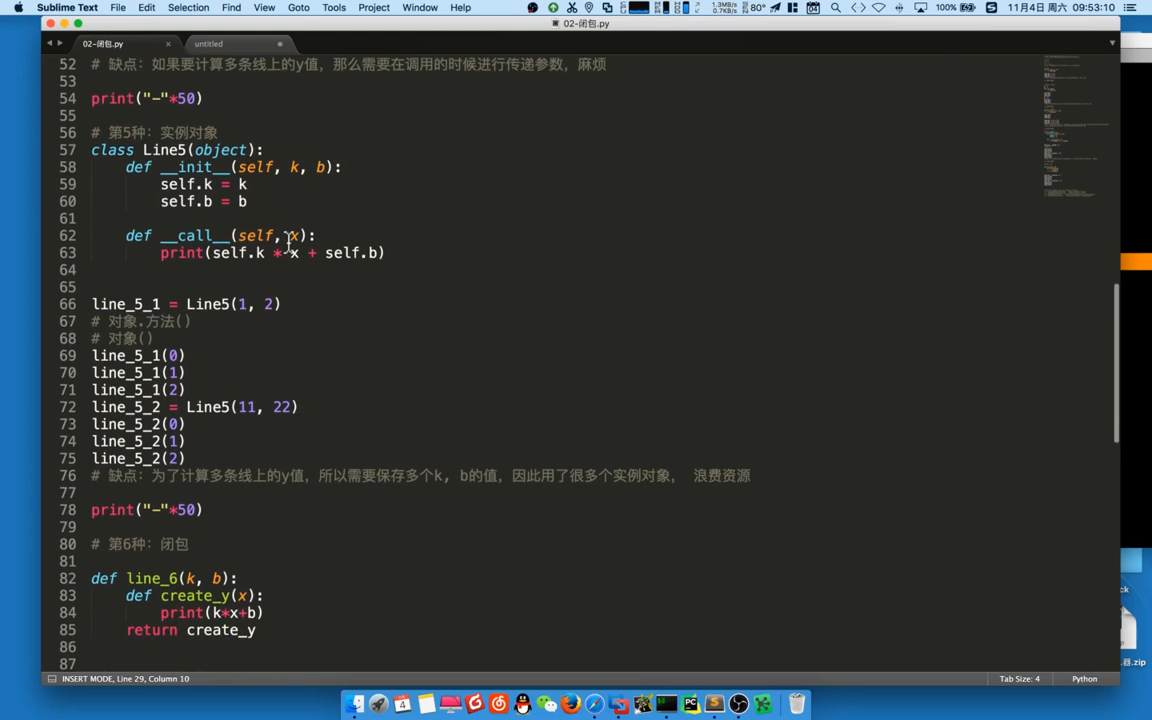 Sublime Text File Edit Selection Find View Goto Tools Project Window Help
1.3MB/s
0.7KB/s
80°
100%
11月4日 周六 09:53:10
02-闭包.py
02-闭包.py × untitled
52 # 缺点：如果要计算多条线上的y值，那么需要在调用的时候进行传递参数，麻烦
53
54 print("-"*50)
55
56 # 第5种：实例对象
57 class Line5(object):
58     def __init__(self, k, b):
59         self.k = k
60         self.b = b
61
62     def __call__(self, x):
63         print(self.k * x + self.b)
64
65
66 line_5_1 = Line5(1, 2)
67 # 对象.方法()
68 # 对象()
69 line_5_1(0)
70 line_5_1(1)
71 line_5_1(2)
72 line_5_2 = Line5(11, 22)
73 line_5_2(0)
74 line_5_2(1)
75 line_5_2(2)
76 # 缺点：为了计算多条线上的y值，所以需要保存多个k, b的值，因此用了很多个实例对象， 浪费资源
77
78 print("-"*50)
79
80 # 第6种：闭包
81
82 def line_6(k, b):
83     def create_y(x):
84         print(k*x+b)
85     return create_y
86
87
INSERT MODE, Line 29, Column 10 Tab Size: 4 Python
器.zip